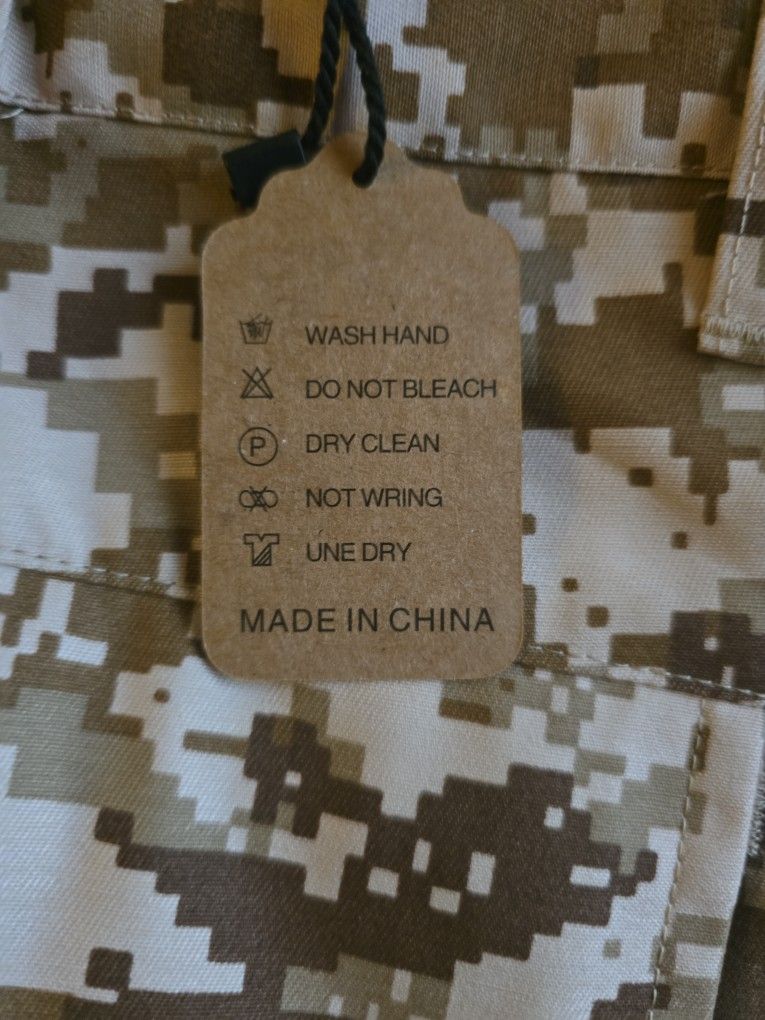 WASH HAND
DO NOT BLEACH
P DRY CLEAN
NOT WRING
UNE DRY
MADE IN CHINA